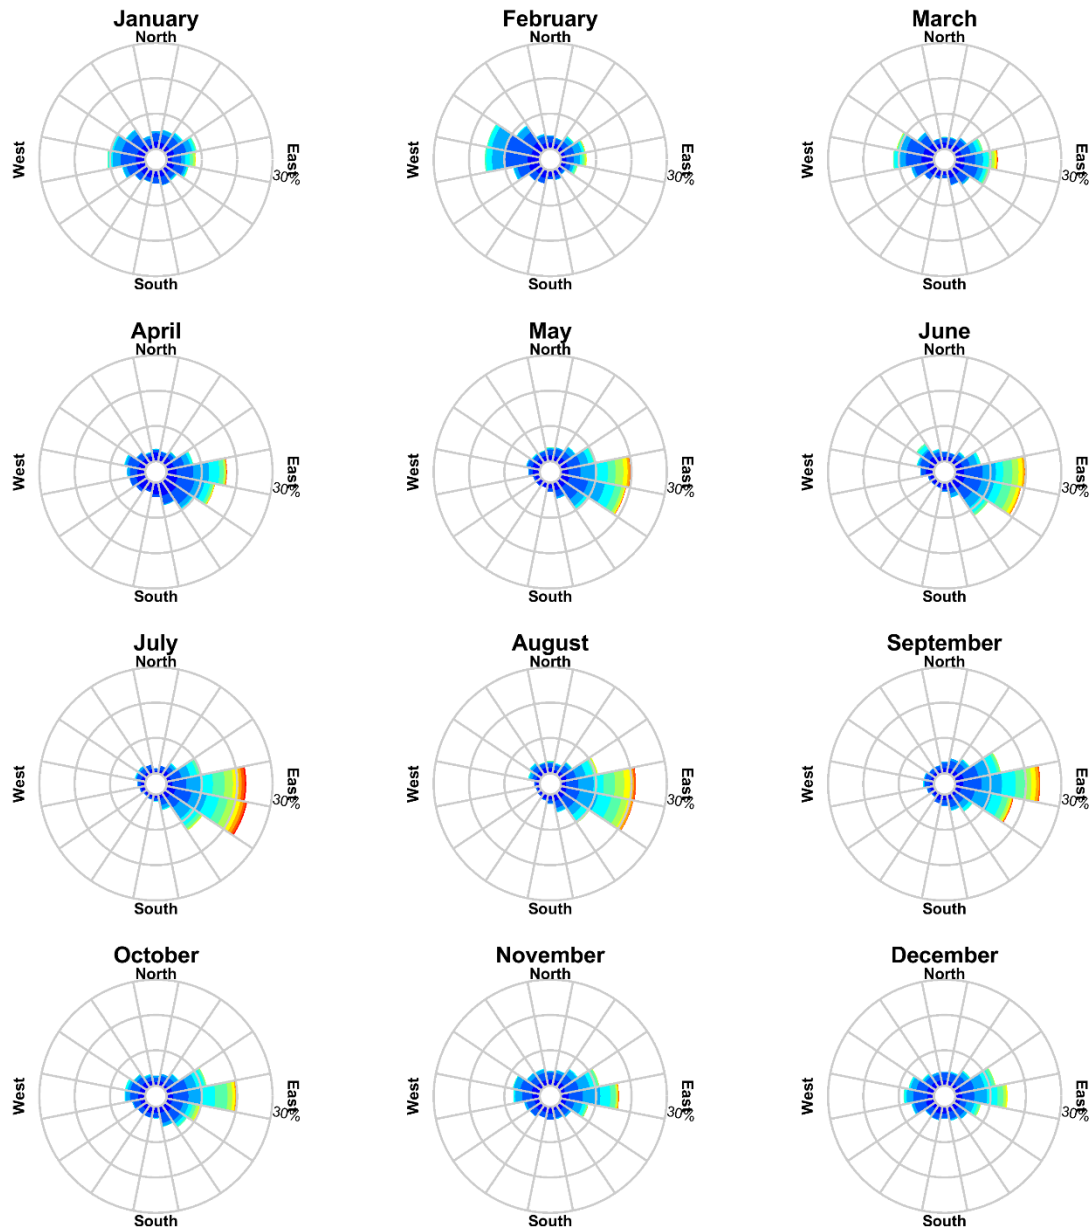 January February March
North North North
West East 30% West East 30% West East 30%
South South South
April May June
North North North
West East 30% West East 30% West East 30%
South South South
July August September
North North North
West East 30% West East 30% West East 30%
South South South
October November December
North North North
West East 30% West East 30% West East 30%
South South South